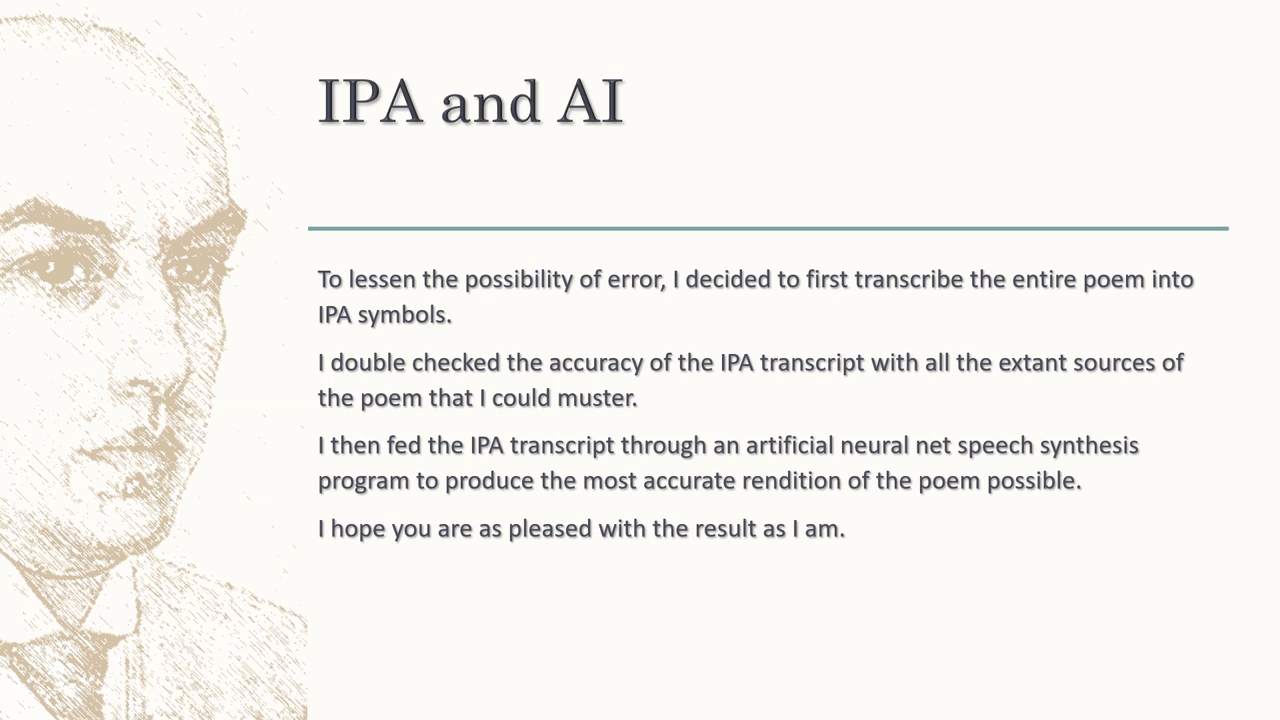 IPA and AI
To lessen the possibility of error, I decided to first transcribe the entire poem into
IPA symbols.
I double checked the accuracy of the IPA transcript with all the extant sources of
the poem that I could muster.
I then fed the IPA transcript through an artificial neural net speech synthesis
program to produce the most accurate rendition of the poem possible.
I hope you are as pleased with the result as I am.